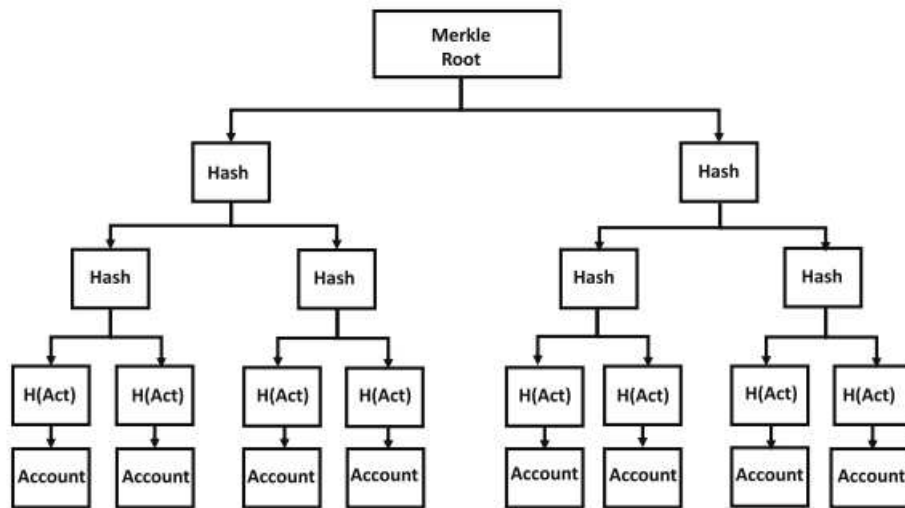 Merkle
Root
Hash Hash
Hash Hash Hash Hash
H(Act) H(Act) H(Act) H(Act) H(Act) H(Act) H(Act) H(Act)
Account Account Account Account Account Account Account Account